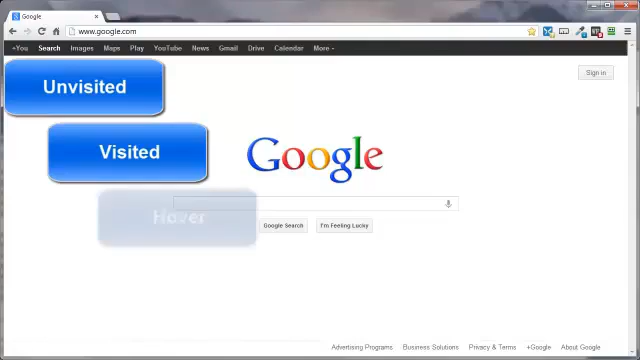 Google
www.google.com
+You Search Images Maps Play YouTube News Gmail Drive Calendar More
Sign in
Unvisited
Visited
Google
Hover
Google Search I'm Feeling Lucky
Advertising Programs Business Solutions Privacy & Terms +Google About Google